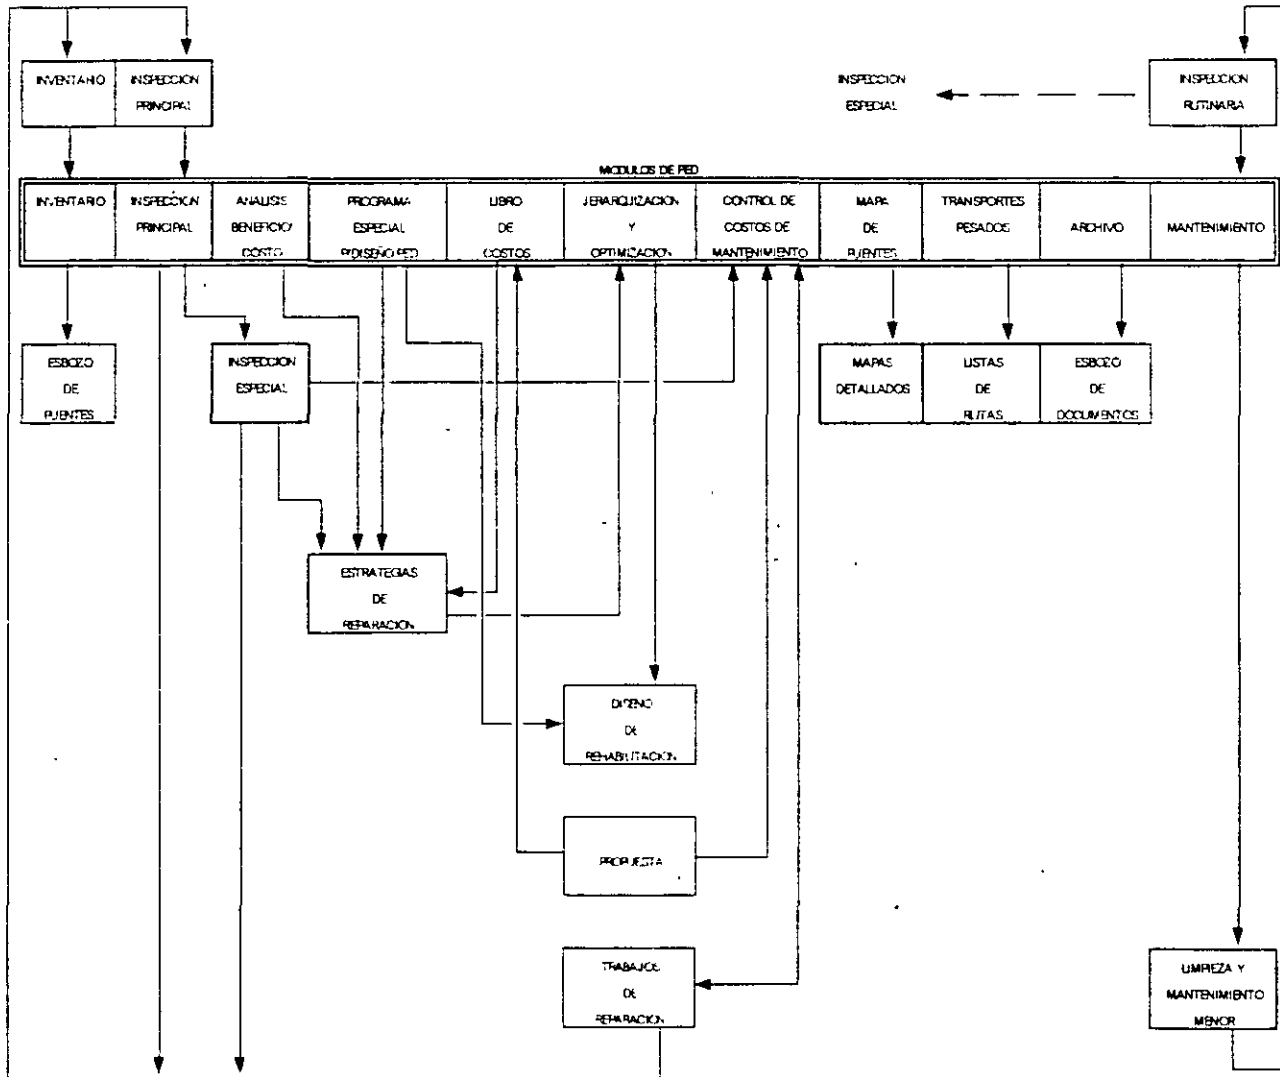 INVENTARIO
INSPECCION
PRINCIPAL
INSPECCION
ESPECIAL
INSPECCION
RUTINARIA
MODULOS DE RED
INVENTARIO
INSPECCION
PRINCIPAL
ANALISIS
BENEFICIO/
COSTO
PROGRAMA
ESPECIAL
P/DISEÑO RED
LIBRO
DE
COSTOS
JERARQUIZACION
Y
OPTIMIZACION
CONTROL DE
COSTOS DE
MANTENIMIENTO
MAPA
DE
PUENTES
TRANSPORTES
PESADOS
ARCHIVO
MANTENIMIENTO
ESBOZO
DE
PUENTES
INSPECCION
ESPECIAL
MAPAS
DETALLADOS
LISTAS
DE
RUTAS
ESBOZO
DE
DOCUMENTOS
ESTRATEGIAS
DE
REPARACION
DISENO
DE
REHABILITACION
PROPUESTA
TRABAJOS
DE
REPARACION
LIMPIEZA Y
MANTENIMIENTO
MENOR